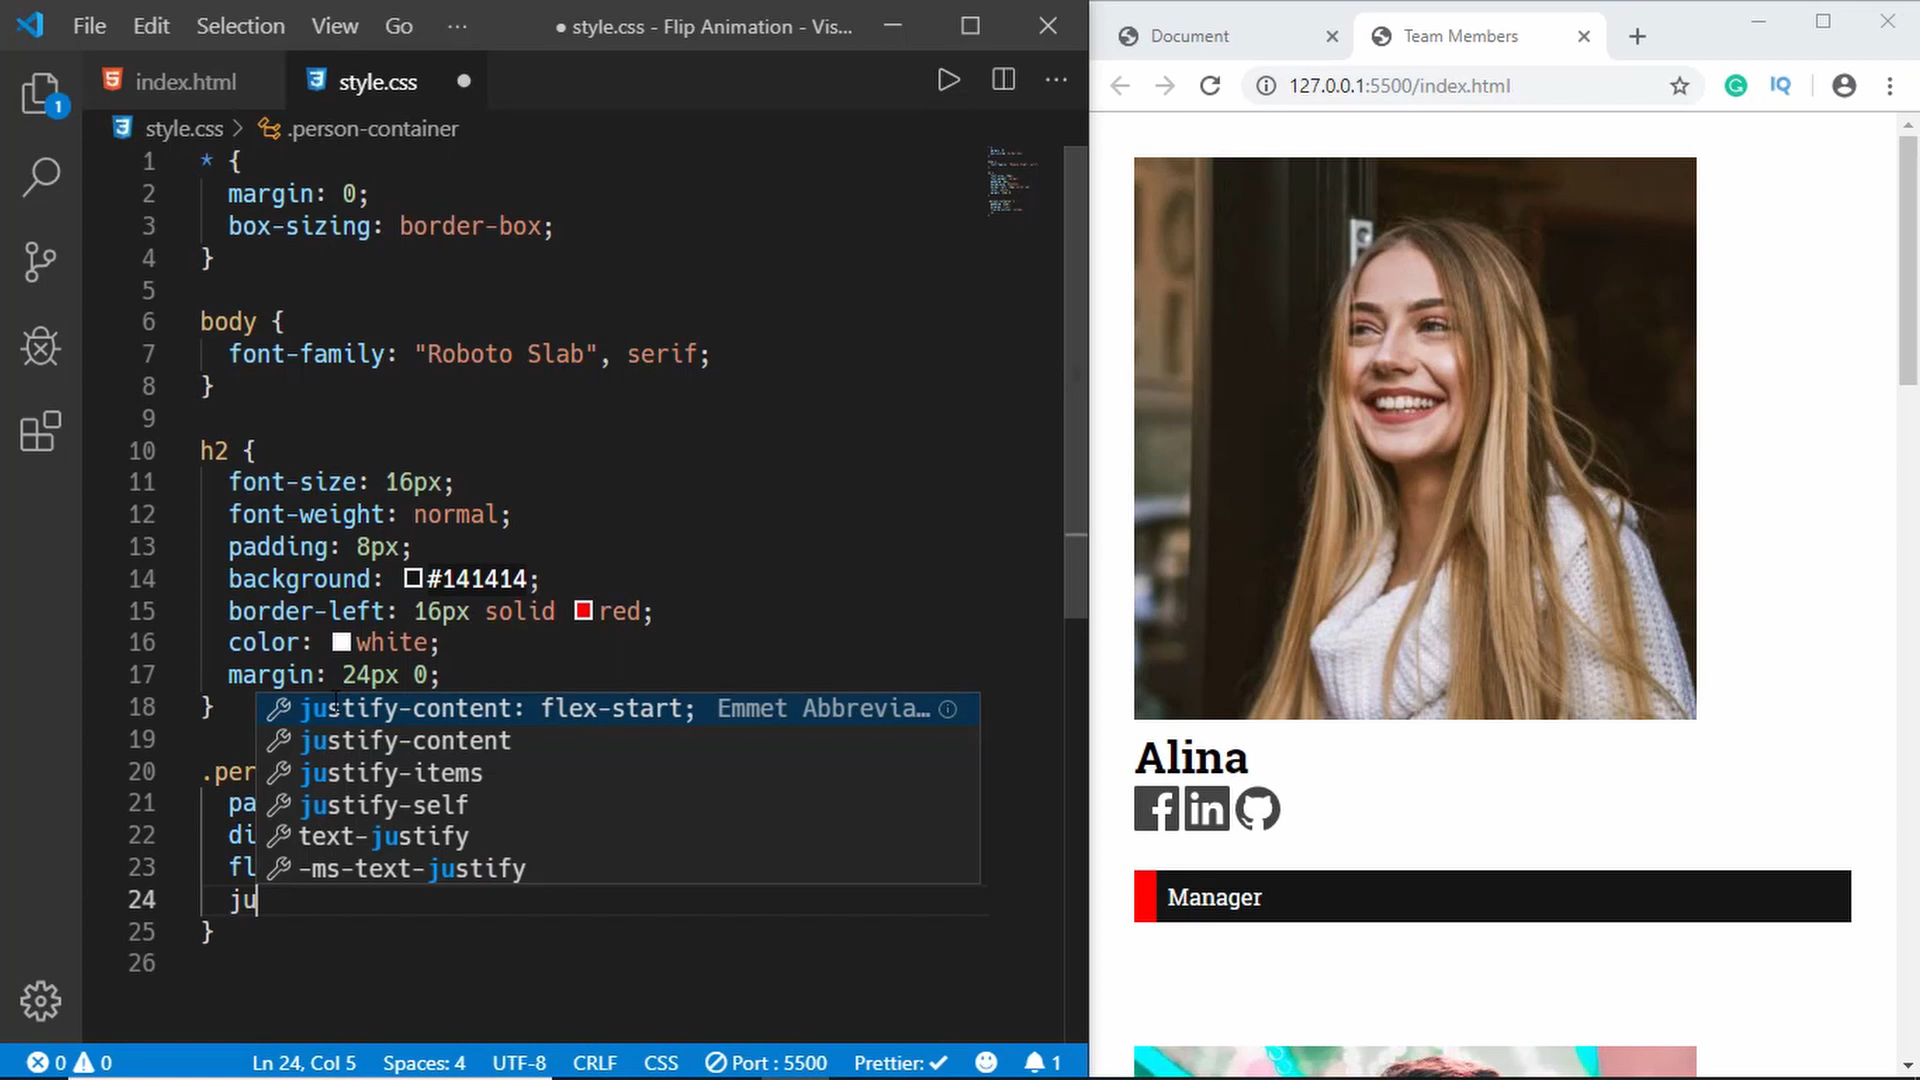 File Edit Selection View Go ··· ● style.css - Flip Animation - Vis...
index.html style.css ●
style.css > .person-container
1 * {
2 margin: 0;
3 box-sizing: border-box;
4 }
5
6 body {
7 font-family: "Roboto Slab", serif;
8 }
9
10 h2 {
11 font-size: 16px;
12 font-weight: normal;
13 padding: 8px;
14 background: #141414;
15 border-left: 16px solid red;
16 color: white;
17 margin: 24px 0;
18 }
19
20 .per
21 pa
22 di
23 fl
24 ju
25 }
26
justify-content: flex-start; Emmet Abbrevia...
justify-content
justify-items
justify-self
text-justify
-ms-text-justify
1
0 0 Ln 24, Col 5 Spaces: 4 UTF-8 CRLF CSS Port : 5500 Prettier: ✓ 1
Document Team Members
127.0.0.1:5500/index.html IQ
Alina
in
Manager